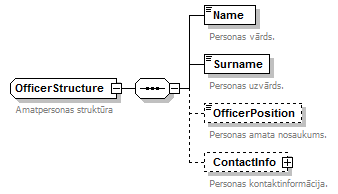 Name
Personas vārds.
Surname
Personas uzvārds.
OfficerStructure
Amatpersonas struktūra
OfficerPosition
Personas amata nosaukums.
ContactInfo
Personas kontaktinformācija.